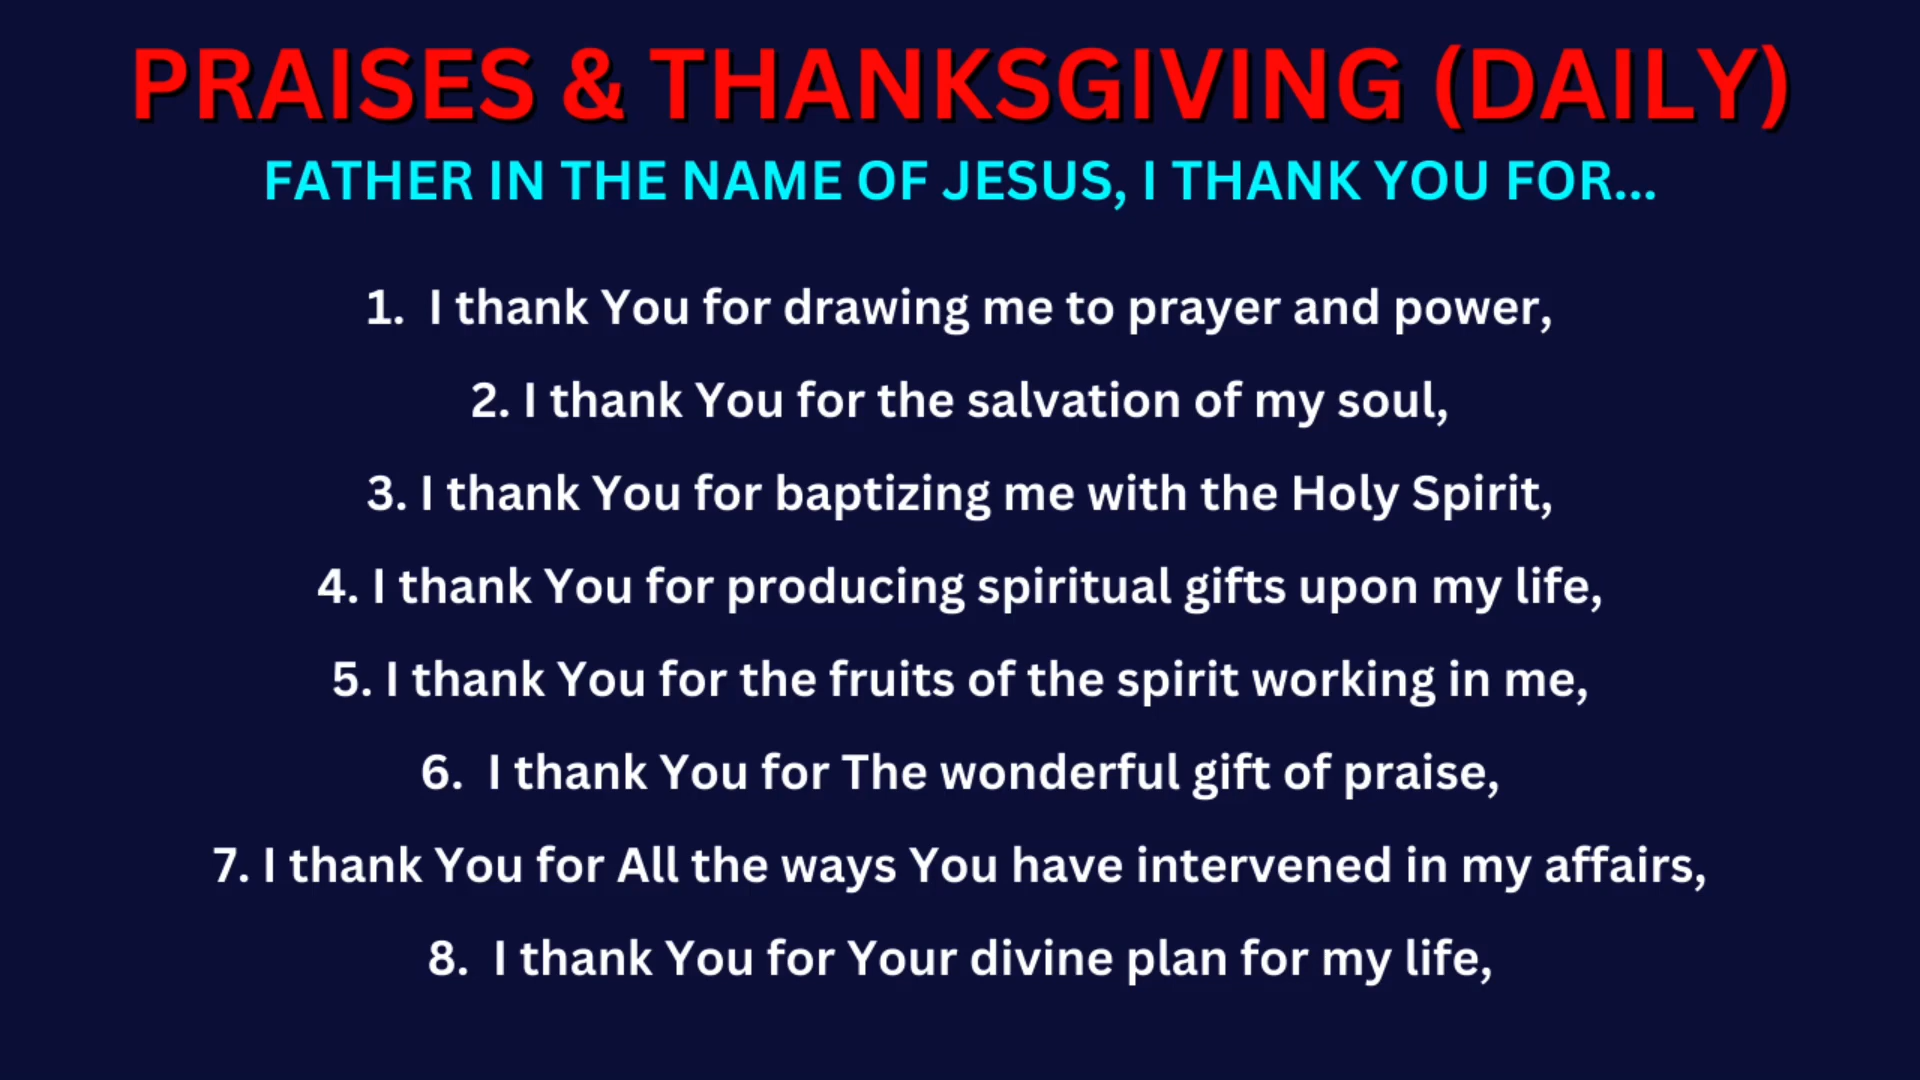 PRAISES & THANKSGIVING (DAILY)
FATHER IN THE NAME OF JESUS, I THANK YOU FOR...
1. I thank You for drawing me to prayer and power,
2. I thank You for the salvation of my soul,
3. I thank You for baptizing me with the Holy Spirit,
4. I thank You for producing spiritual gifts upon my life,
5. I thank You for the fruits of the spirit working in me,
6. I thank You for The wonderful gift of praise,
7. I thank You for All the ways You have intervened in my affairs,
8. I thank You for Your divine plan for my life,